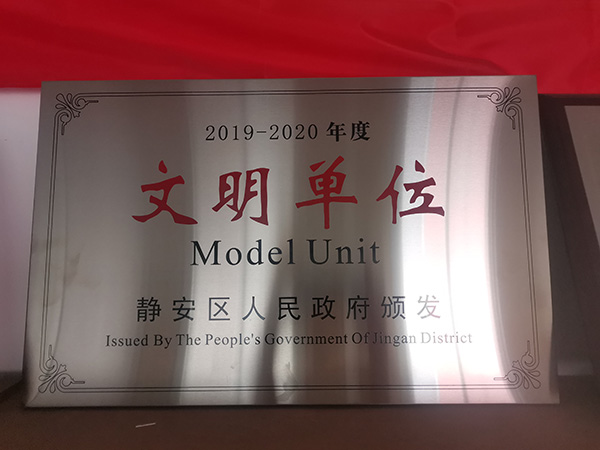 2019-2020 年度
文明单位
Model Unit
静安区人民政府颁发
Issued By The People's Government Of Jingan District